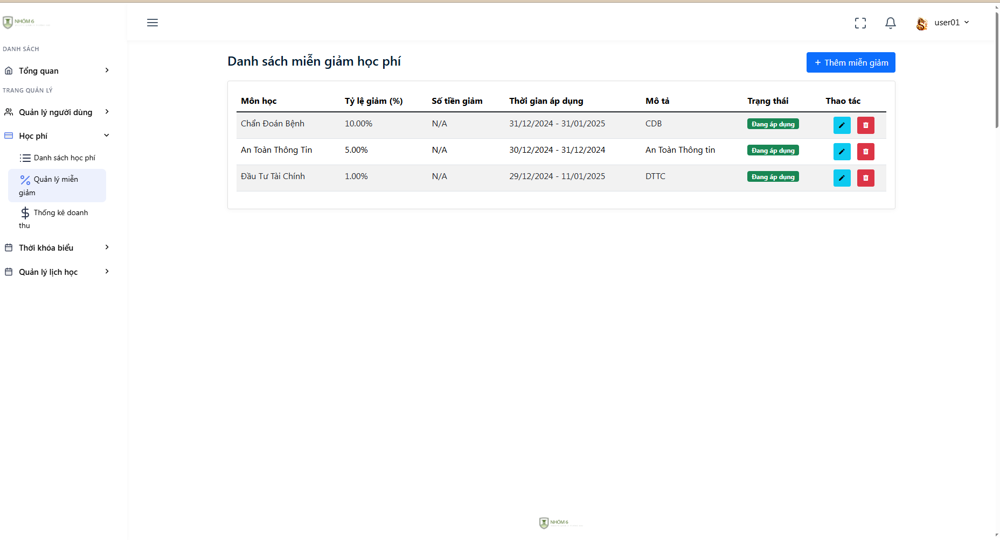 NHÓM 6
user01
DANH SÁCH
Tổng quan
TRANG QUẢN LÝ
Quản lý người dùng
Học phí
Danh sách học phí
Quản lý miễn
giảm
Thống kê doanh
thu
Thời khóa biểu
Quản lý lịch học
Danh sách miễn giảm học phí
+ Thêm miễn giảm
Môn học Tỷ lệ giảm (%) Số tiền giảm Thời gian áp dụng Mô tả Trạng thái Thao tác
Chẩn Đoán Bệnh 10.00% N/A 31/12/2024 - 31/01/2025 CDB Đang áp dụng
An Toàn Thông Tin 5.00% N/A 30/12/2024 - 31/12/2024 An Toàn Thông tin Đang áp dụng
Đầu Tư Tài Chính 1.00% N/A 29/12/2024 - 11/01/2025 DTTC Đang áp dụng
NHÓM 6